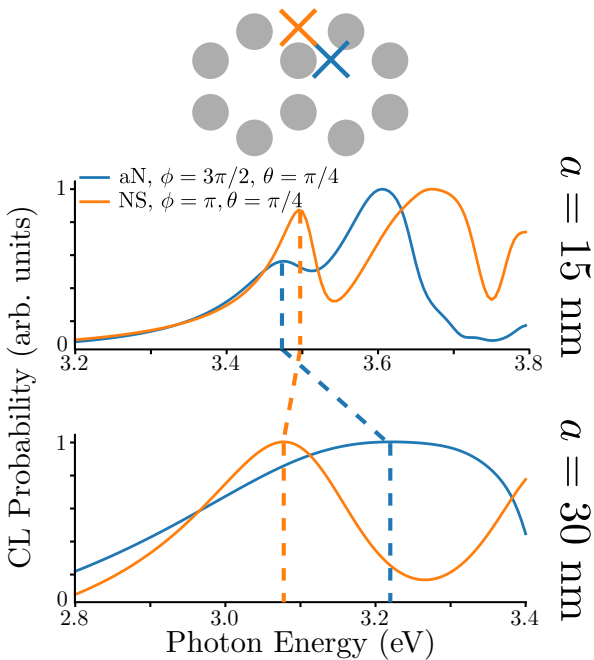 aN, ϕ = 3π/2, θ = π/4
NS, ϕ = π, θ = π/4
1
0
3.2 3.4 3.6 3.8
a = 15 nm
CL Probability (arb. units)
1
0
2.8 3.0 3.2 3.4
a = 30 nm
Photon Energy (eV)